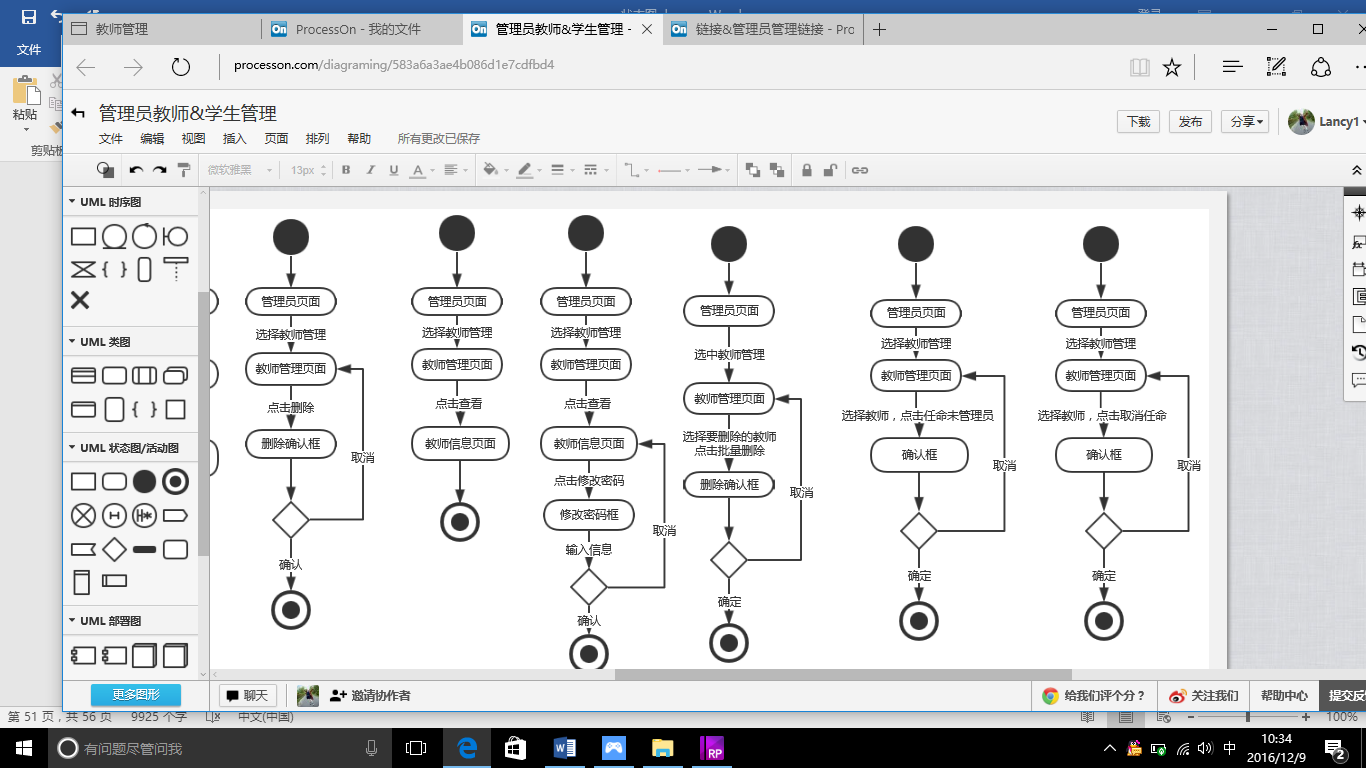 文件
粘贴
剪贴板
教师管理
ProcessOn - 我的文件
管理员教师&学生管理 -
链接&管理员管理链接 - Pro
processon.com/diagraming/583a6a3ae4b086d1e7cdfbd4
管理员教师&学生管理
文件 编辑 视图 插入 页面 排列 帮助 所有更改已保存
下载 发布 分享 Lancy1
微软雅黑 13px B I U A
UML 时序图
UML 类图
UML 状态图/活动图
UML 部署图
更多图形
管理员页面
选择教师管理
教师管理页面
点击删除
删除确认框
取消
确认
管理员页面
选择教师管理
教师管理页面
点击查看
教师信息页面
管理员页面
选择教师管理
教师管理页面
点击查看
教师信息页面
点击修改密码
修改密码框
输入信息
取消
确认
管理员页面
选中教师管理
教师管理页面
选择要删除的教师
点击批量删除
删除确认框
取消
确定
管理员页面
选择教师管理
教师管理页面
选择教师，点击任命未管理员
确认框
取消
确定
管理员页面
选择教师管理
教师管理页面
选择教师，点击取消任命
确认框
取消
确定
聊天 邀请协作者
给我们评个分？ 关注我们 帮助中心 提交反
第 51 页，共 56 页 9925 个字 中文(中国) 100%
有问题尽管问我
中
10:34
2016/12/9
2